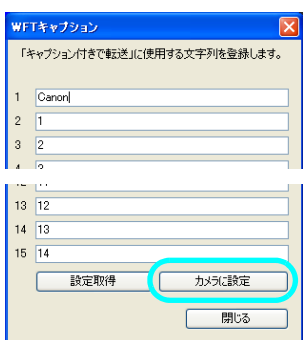 WFTキャプション
「キャプション付きで転送」に使用する文字列を登録します。
1 Canon
2 1
3 2
13 12
14 13
15 14
設定取得 カメラに設定
閉じる